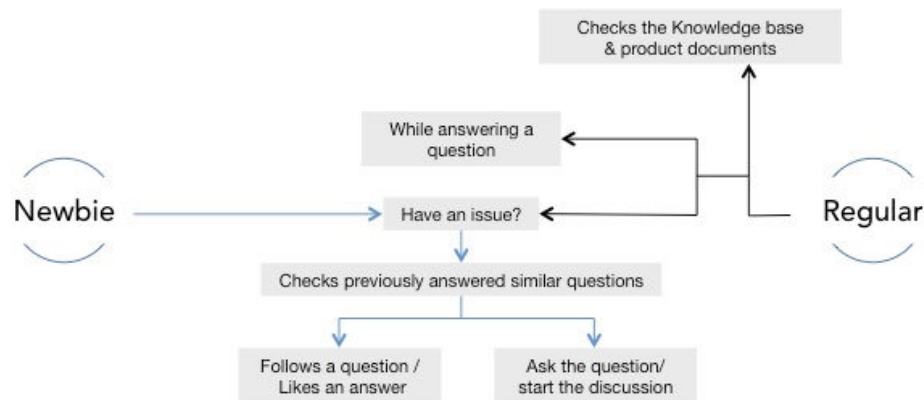 Checks the Knowledge base
& product documents
While answering a
question
Newbie
Have an issue?
Regular
Checks previously answered similar questions
Follows a question /
Likes an answer
Ask the question/
start the discussion